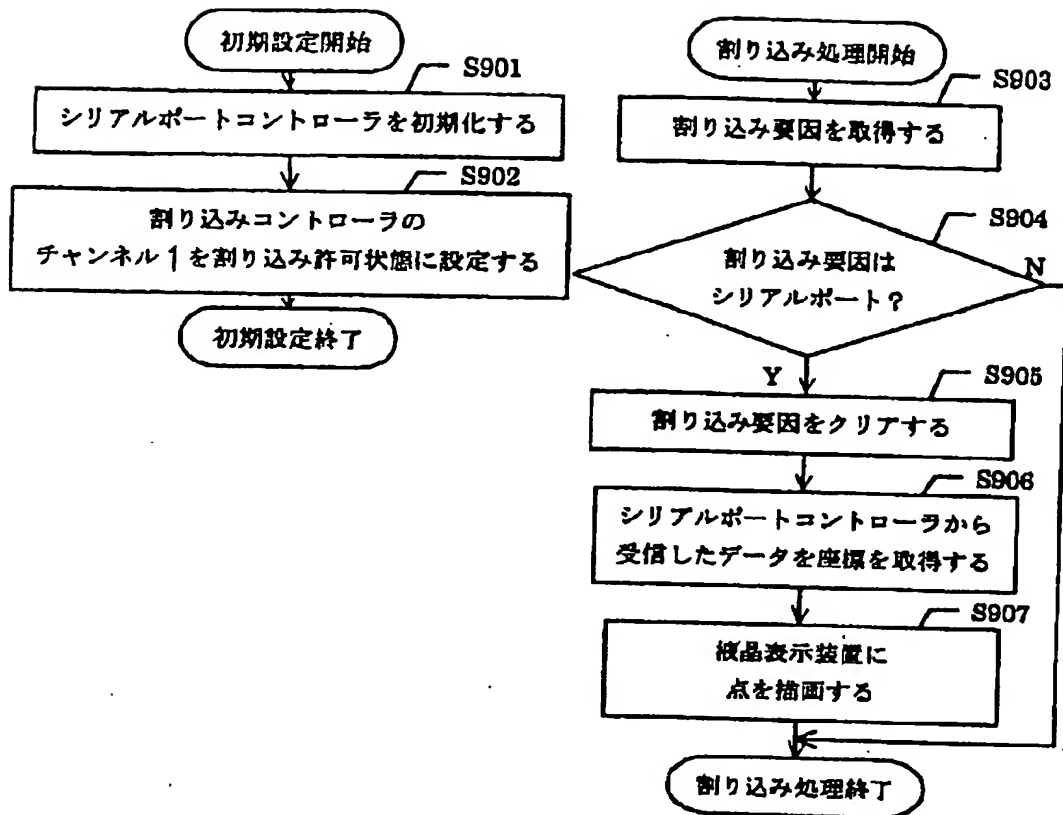 初期設定開始
S901
シリアルポートコントローラを初期化する
S902
割り込みコントローラの
チャンネル1を割り込み許可状態に設定する
初期設定終了
割り込み処理開始
S903
割り込み要因を取得する
S904
割り込み要因は
シリアルポート?
N
Y
S905
割り込み要因をクリアする
S906
シリアルポートコントローラから
受信したデータを座標を取得する
S907
液晶表示装置に
点を描画する
割り込み処理終了